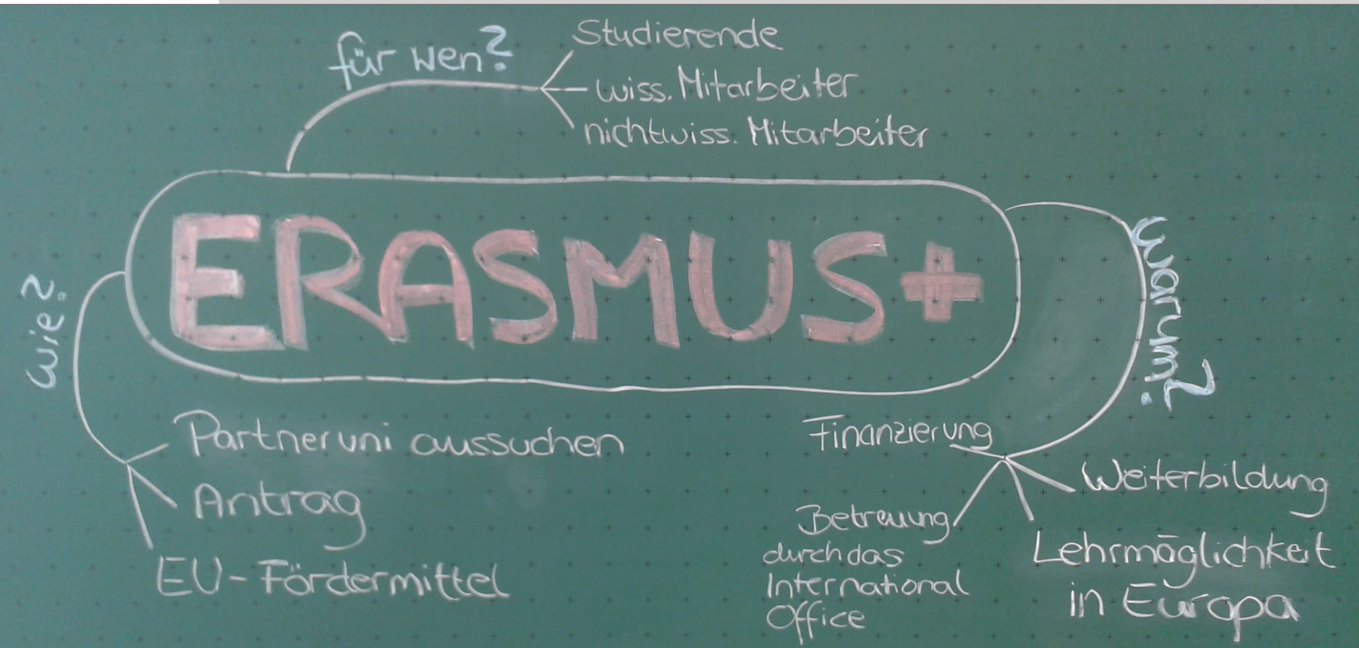 für wen?
Studierende
wiss. Mitarbeiter
nichtwiss. Mitarbeiter
ERASMUS+
wie?
Partneruni aussuchen
Antrag
EU-Fördermittel
warum?
Finanzierung
Betreuung
durch das
International
Office
Weiterbildung
Lehrmöglichkeit
in Europa